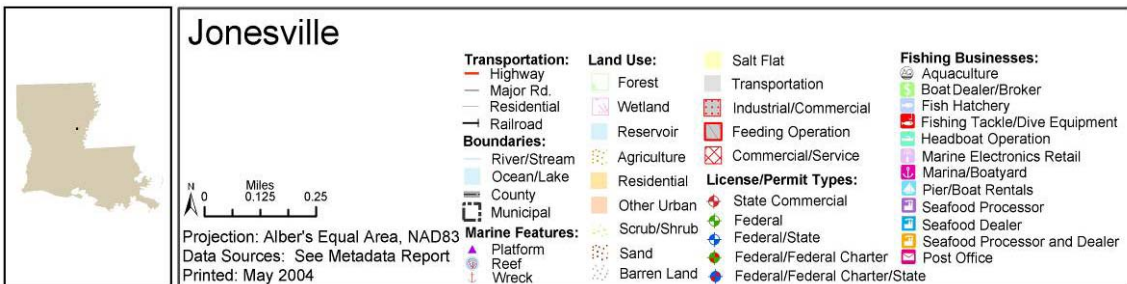 Jonesville
N
Miles
0 0.125 0.25
Projection: Alber's Equal Area, NAD83
Data Sources: See Metadata Report
Printed: May 2004
Transportation:
Highway
Major Rd.
Residential
Railroad
Boundaries:
River/Stream
Ocean/Lake
County
Municipal
Marine Features:
Platform
Reef
Wreck
Land Use:
Forest
Wetland
Reservoir
Agriculture
Residential
Other Urban
Scrub/Shrub
Sand
Barren Land
Salt Flat
Transportation
Industrial/Commercial
Feeding Operation
Commercial/Service
License/Permit Types:
State Commercial
Federal
Federal/State
Federal/Federal Charter
Federal/Federal Charter/State
Fishing Businesses:
Aquaculture
Boat Dealer/Broker
Fish Hatchery
Fishing Tackle/Dive Equipment
Headboat Operation
Marine Electronics Retail
Marina/Boatyard
Pier/Boat Rentals
Seafood Processor
Seafood Dealer
Seafood Processor and Dealer
Post Office